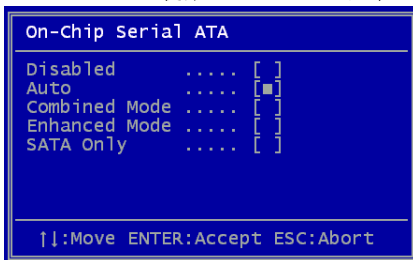 On-Chip Serial ATA
Disabled ..... [ ]
Auto ..... [■]
Combined Mode ..... [ ]
Enhanced Mode ..... [ ]
SATA Only ..... [ ]
↑↓:Move ENTER:Accept ESC:Abort